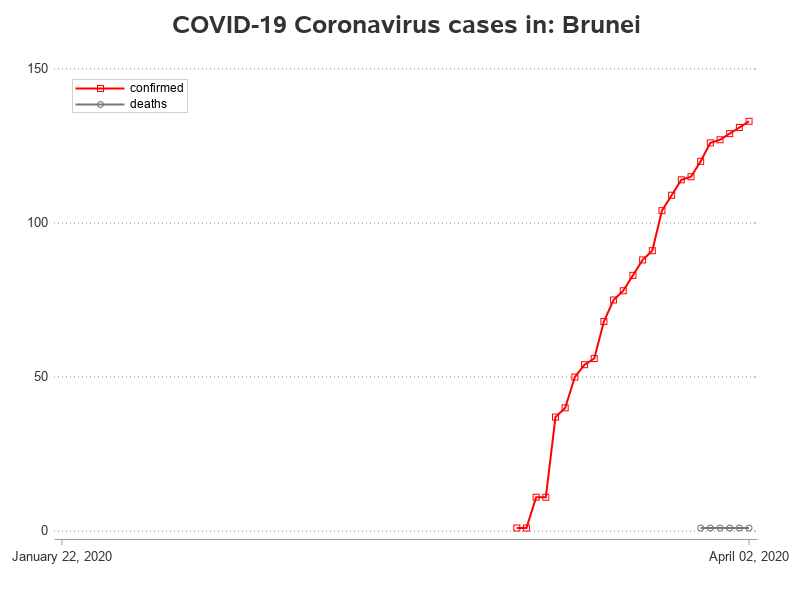 COVID-19 Coronavirus cases in: Brunei
150
confirmed
deaths
100
50
0
January 22, 2020
April 02, 2020